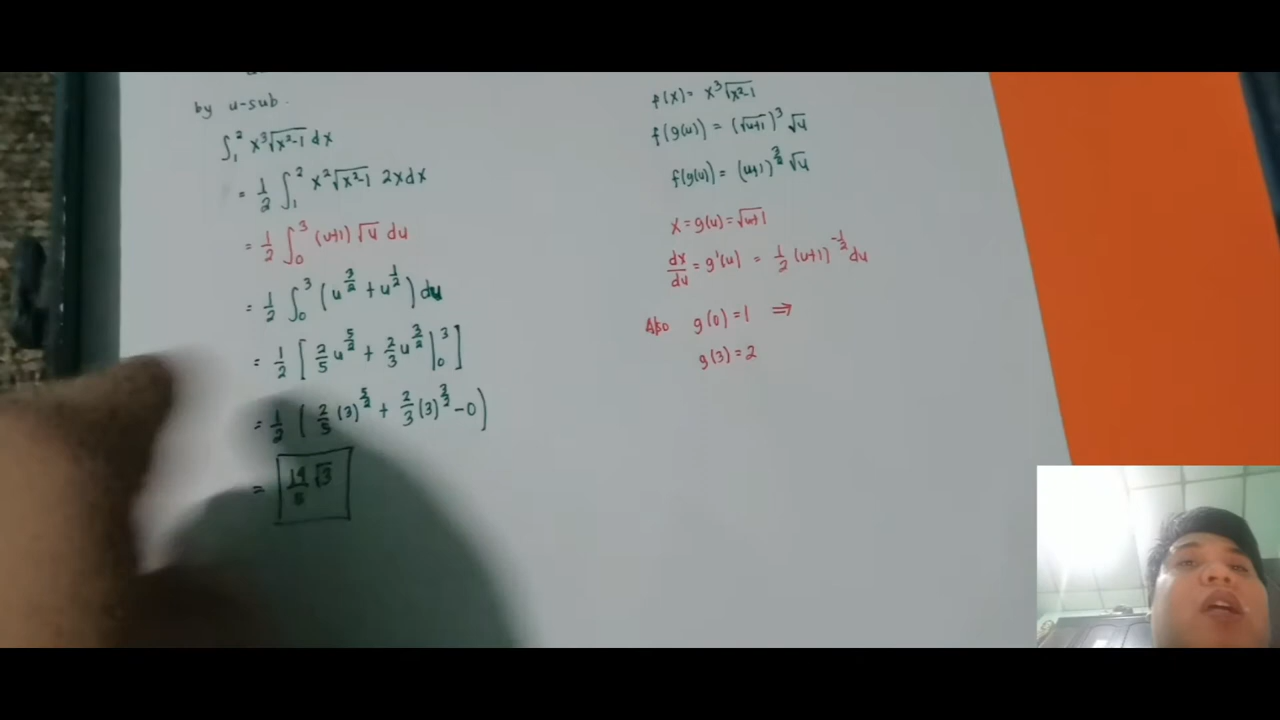 by u-sub.
∫₁² x³√(x²-1) dx
= 1/2 ∫₁² x²√(x²-1) 2x dx
= 1/2 ∫₀³ (u+1) √u du
= 1/2 ∫₀³ (u^(3/2) + u^(1/2)) du
= 1/2 [ 2/5 u^(5/2) + 2/3 u^(3/2) |₀³ ]
= 1/2 ( 2/5 (3)^(5/2) + 2/3 (3)^(3/2) - 0 )
= 14/5 √3
f(x) = x³√(x²-1)
f(g(u)) = (√(u+1))³ √u
f(g(u)) = (u+1)^(3/2) √u
x = g(u) = √(u+1)
dx/du = g'(u) = 1/2 (u+1)^(-1/2) du
Also g(0) = 1 ⇒
g(3) = 2